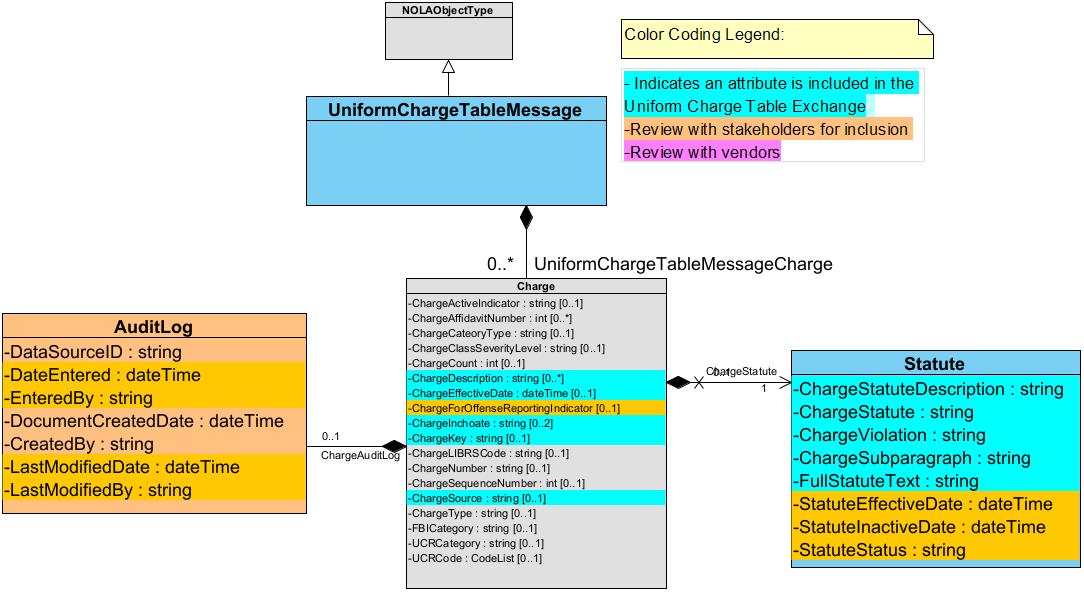 NOLAObjectType
Color Coding Legend:
- Indicates an attribute is included in the
Uniform Charge Table Exchange
-Review with stakeholders for inclusion
-Review with vendors
UniformChargeTableMessage
0..*
UniformChargeTableMessageCharge
Charge
-ChargeActiveIndicator : string [0..1]
-ChargeAffidavitNumber : int [0..*]
-ChargeCateoryType : string [0..1]
-ChargeClassSeverityLevel : string [0..1]
-ChargeCount : int [0..1]
-ChargeDescription : string [0..*]
-ChargeEffectiveDate : dateTime [0..1]
-ChargeForOffenseReportingIndicator [0..1]
-ChargeInchoate : string [0..2]
-ChargeKey : string [0..1]
-ChargeLIBRSCode : string [0..1]
-ChargeNumber : string [0..1]
-ChargeSequenceNumber : int [0..1]
-ChargeSource : string [0..1]
-ChargeType : string [0..1]
-FBICategory : string [0..1]
-UCRCategory : string [0..1]
-UCRCode : CodeList [0..1]
AuditLog
-DataSourceID : string
-DateEntered : dateTime
-EnteredBy : string
-DocumentCreatedDate : dateTime
-CreatedBy : string
-LastModifiedDate : dateTime
-LastModifiedBy : string
0..1
ChargeAuditLog
ChargeStatute
0..1
1
Statute
-ChargeStatuteDescription : string
-ChargeStatute : string
-ChargeViolation : string
-ChargeSubparagraph : string
-FullStatuteText : string
-StatuteEffectiveDate : dateTime
-StatuteInactiveDate : dateTime
-StatuteStatus : string